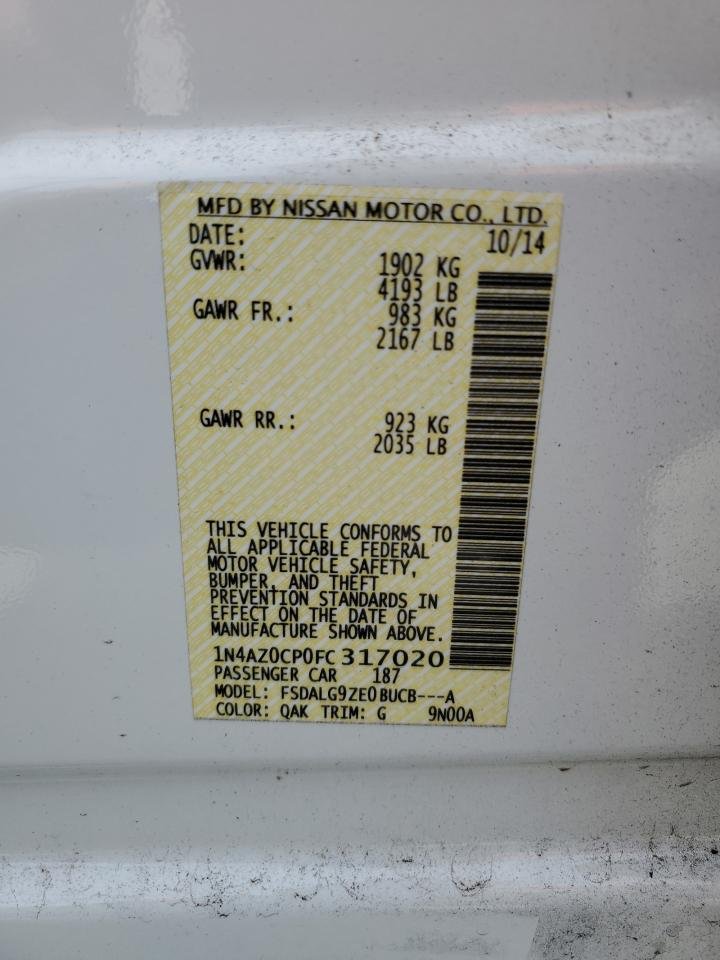 MFD BY NISSAN MOTOR CO., LTD.
DATE: 10/14
GVWR: 1902 KG
4193 LB
GAWR FR.: 983 KG
2167 LB
GAWR RR.: 923 KG
2035 LB
THIS VEHICLE CONFORMS TO
ALL APPLICABLE FEDERAL
MOTOR VEHICLE SAFETY,
BUMPER, AND THEFT
PREVENTION STANDARDS IN
EFFECT ON THE DATE OF
MANUFACTURE SHOWN ABOVE.
1N4AZ0CP0FC317020
PASSENGER CAR 187
MODEL: FSDALG9ZE0BUCB---A
COLOR: QAK TRIM: G 9N00A